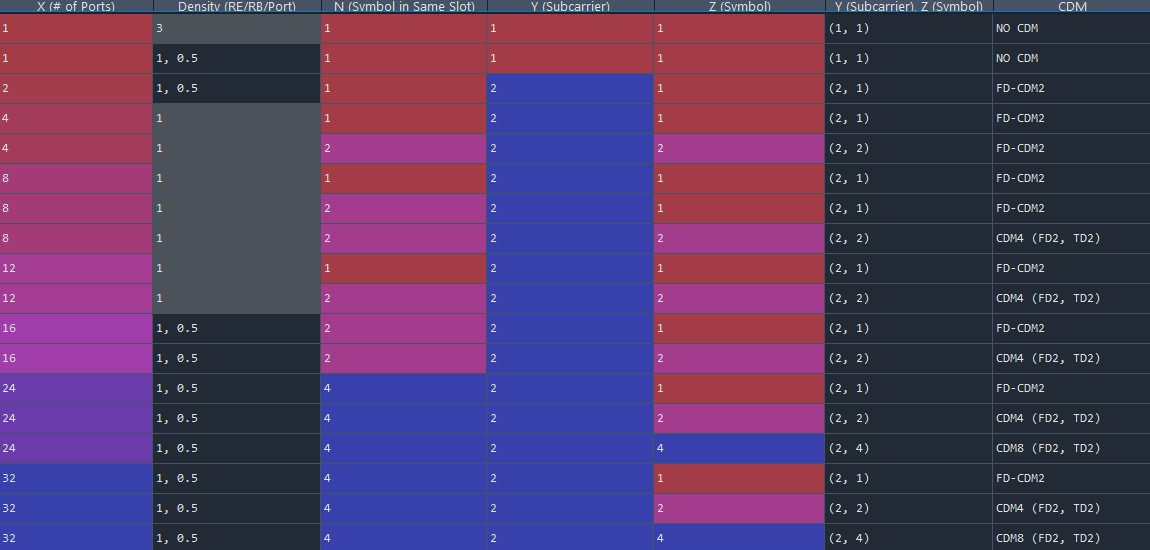 X (# of Ports) Density (RE/RB/Port) N (Symbol in Same Slot) Y (Subcarrier) Z (Symbol) Y (Subcarrier), Z (Symbol) CDM
1 3 1 1 1 (1, 1) NO CDM
1 1, 0.5 1 1 1 (1, 1) NO CDM
2 1, 0.5 1 2 1 (2, 1) FD-CDM2
4 1 1 2 1 (2, 1) FD-CDM2
4 1 2 2 2 (2, 2) FD-CDM2
8 1 1 2 1 (2, 1) FD-CDM2
8 1 2 2 1 (2, 1) FD-CDM2
8 1 2 2 2 (2, 2) CDM4 (FD2, TD2)
12 1 1 2 1 (2, 1) FD-CDM2
12 1 2 2 2 (2, 2) CDM4 (FD2, TD2)
16 1, 0.5 2 2 1 (2, 1) FD-CDM2
16 1, 0.5 2 2 2 (2, 2) CDM4 (FD2, TD2)
24 1, 0.5 4 2 1 (2, 1) FD-CDM2
24 1, 0.5 4 2 2 (2, 2) CDM4 (FD2, TD2)
24 1, 0.5 4 2 4 (2, 4) CDM8 (FD2, TD2)
32 1, 0.5 4 2 1 (2, 1) FD-CDM2
32 1, 0.5 4 2 2 (2, 2) CDM4 (FD2, TD2)
32 1, 0.5 4 2 4 (2, 4) CDM8 (FD2, TD2)